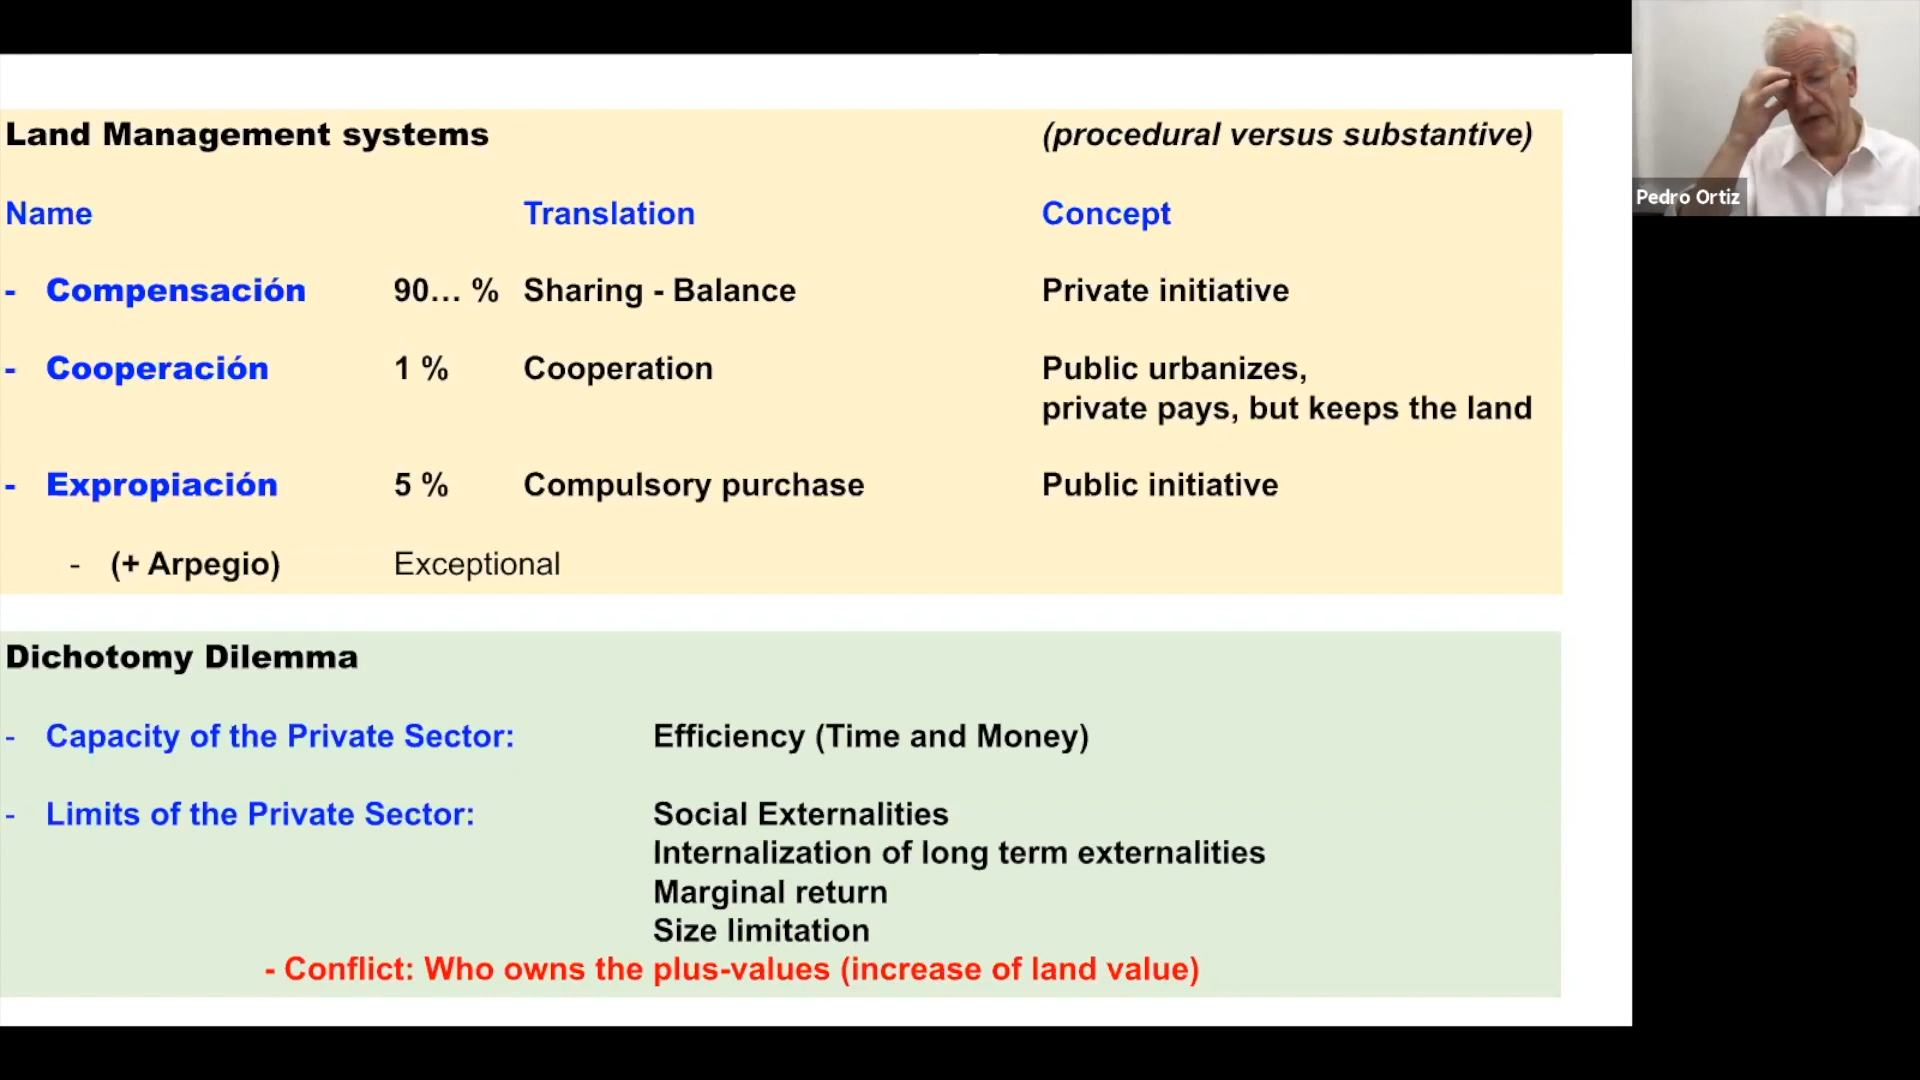 Land Management systems (procedural versus substantive)
Name Translation Concept
- Compensación 90... % Sharing - Balance Private initiative
- Cooperación 1 % Cooperation Public urbanizes,
private pays, but keeps the land
- Expropiación 5 % Compulsory purchase Public initiative
- (+ Arpegio) Exceptional
Dichotomy Dilemma
- Capacity of the Private Sector: Efficiency (Time and Money)
- Limits of the Private Sector: Social Externalities
Internalization of long term externalities
Marginal return
Size limitation
- Conflict: Who owns the plus-values (increase of land value)
Pedro Ortiz